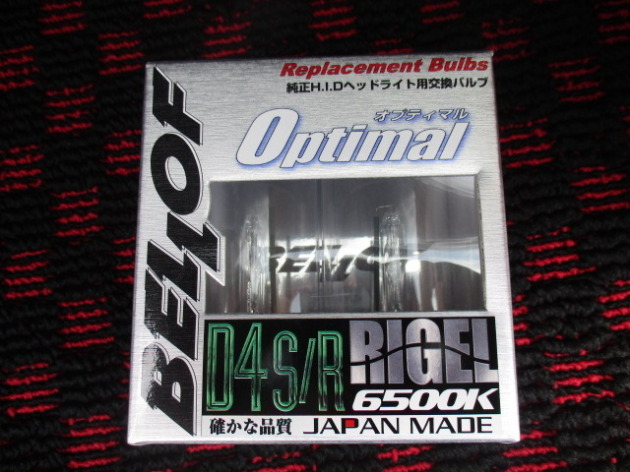 Replacement Bulbs
純正H.I.Dヘッドライト用交換バルブ
オプティマル
Optimal
BELLOF
BELLOF
D4S/R RIGEL
6500K
確かな品質 JAPAN MADE